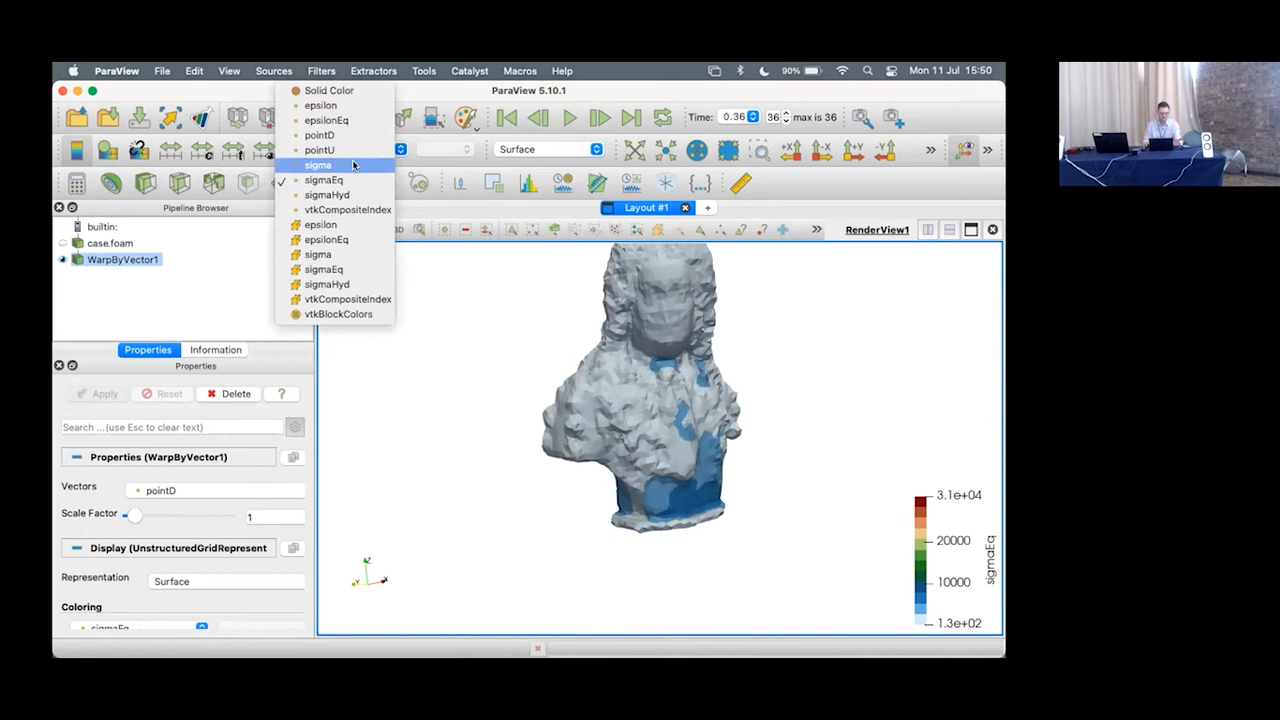 ParaView File Edit View Sources Filters Extractors Tools Catalyst Macros Help 90% Mon 11 Jul 15:50
ParaView 5.10.1
Solid Color
epsilon
epsilonEq
pointD
pointU
sigma
sigmaEq
sigmaHyd
vtkCompositeIndex
epsilon
epsilonEq
sigma
sigmaEq
sigmaHyd
vtkCompositeIndex
vtkBlockColors
Time: 0.36 36 max is 36
Surface
+X -X +Y -Y
Pipeline Browser
Layout #1
builtin:
case.foam
WarpByVector1
3D
RenderView1
Properties Information
Properties
Apply Reset Delete ?
Search ... (use Esc to clear text)
Properties (WarpByVector1)
Vectors pointD
Scale Factor 1
Display (UnstructuredGridRepresent
Representation Surface
Coloring
sigmaEq
Z
Y X
3.1e+04
20000
10000
1.3e+02
sigmaEq